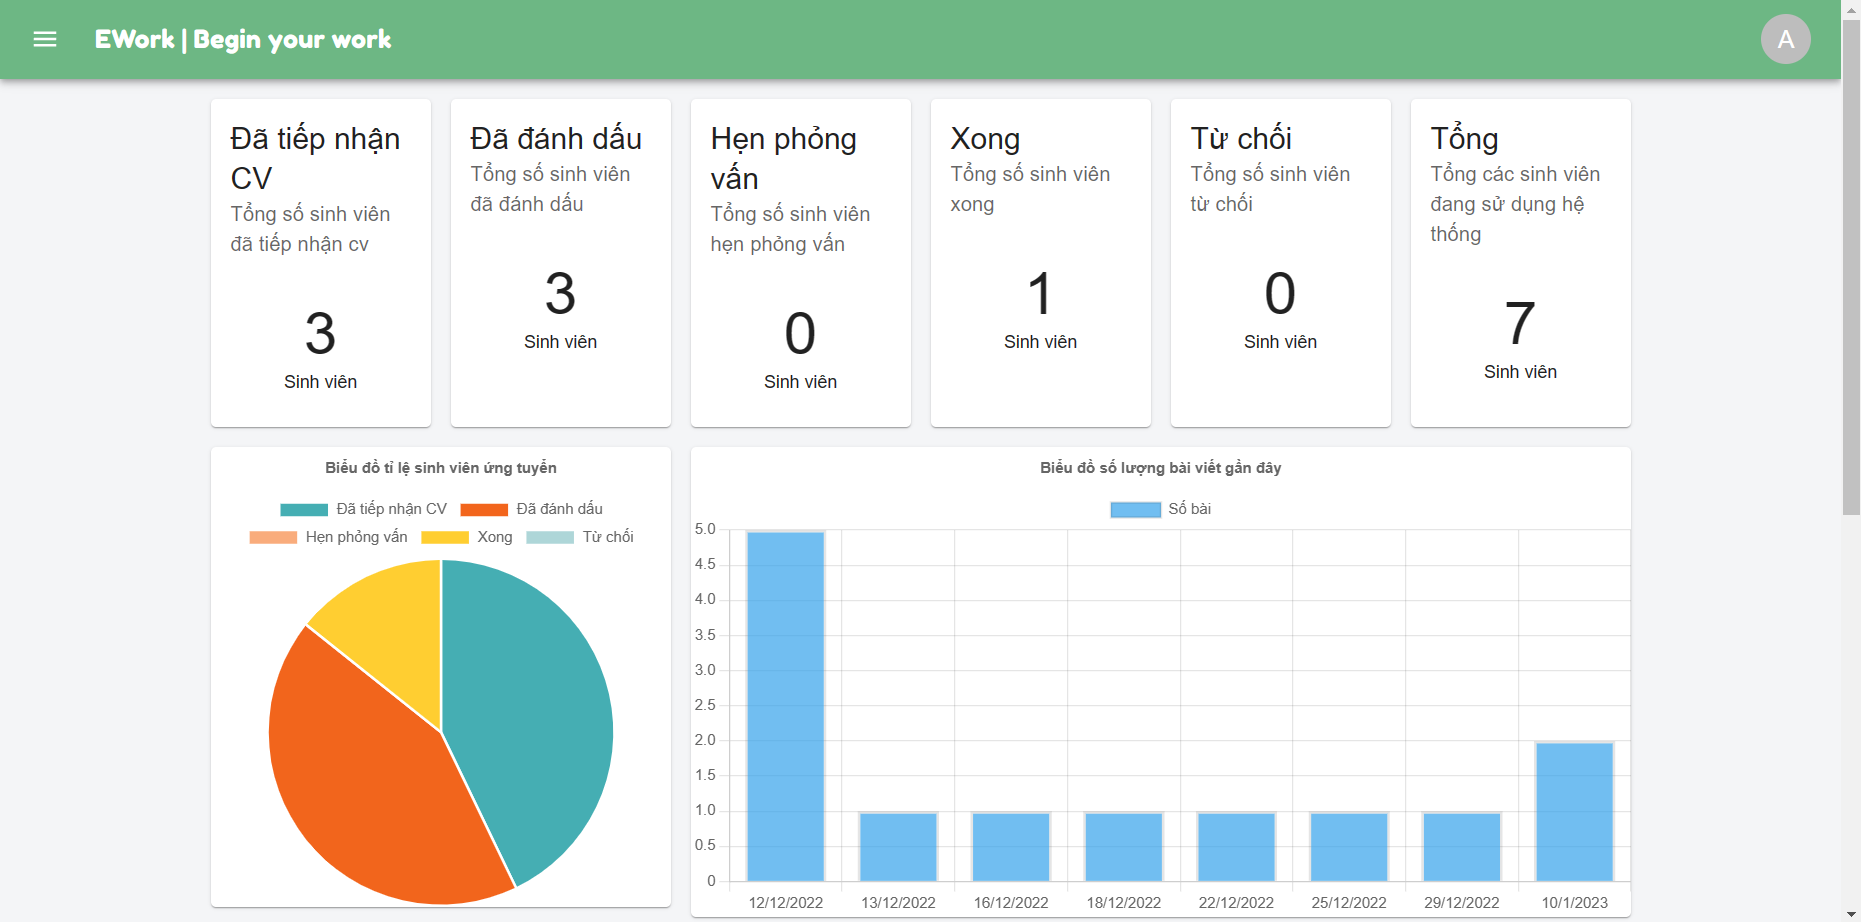 EWork | Begin your work
A
Đã tiếp nhận
CV
Tổng số sinh viên
đã tiếp nhận cv
3
Sinh viên
Đã đánh dấu
Tổng số sinh viên
đã đánh dấu
3
Sinh viên
Hẹn phỏng
vấn
Tổng số sinh viên
hẹn phỏng vấn
0
Sinh viên
Xong
Tổng số sinh viên
xong
1
Sinh viên
Từ chối
Tổng số sinh viên
từ chối
0
Sinh viên
Tổng
Tổng các sinh viên
đang sử dụng hệ
thống
7
Sinh viên
Biểu đồ tỉ lệ sinh viên ứng tuyển
Đã tiếp nhận CV Đã đánh dấu
Hẹn phỏng vấn Xong Từ chối
Biểu đồ số lượng bài viết gần đây
Số bài
5.0
4.5
4.0
3.5
3.0
2.5
2.0
1.5
1.0
0.5
0
12/12/2022 13/12/2022 16/12/2022 18/12/2022 22/12/2022 25/12/2022 29/12/2022 10/1/2023